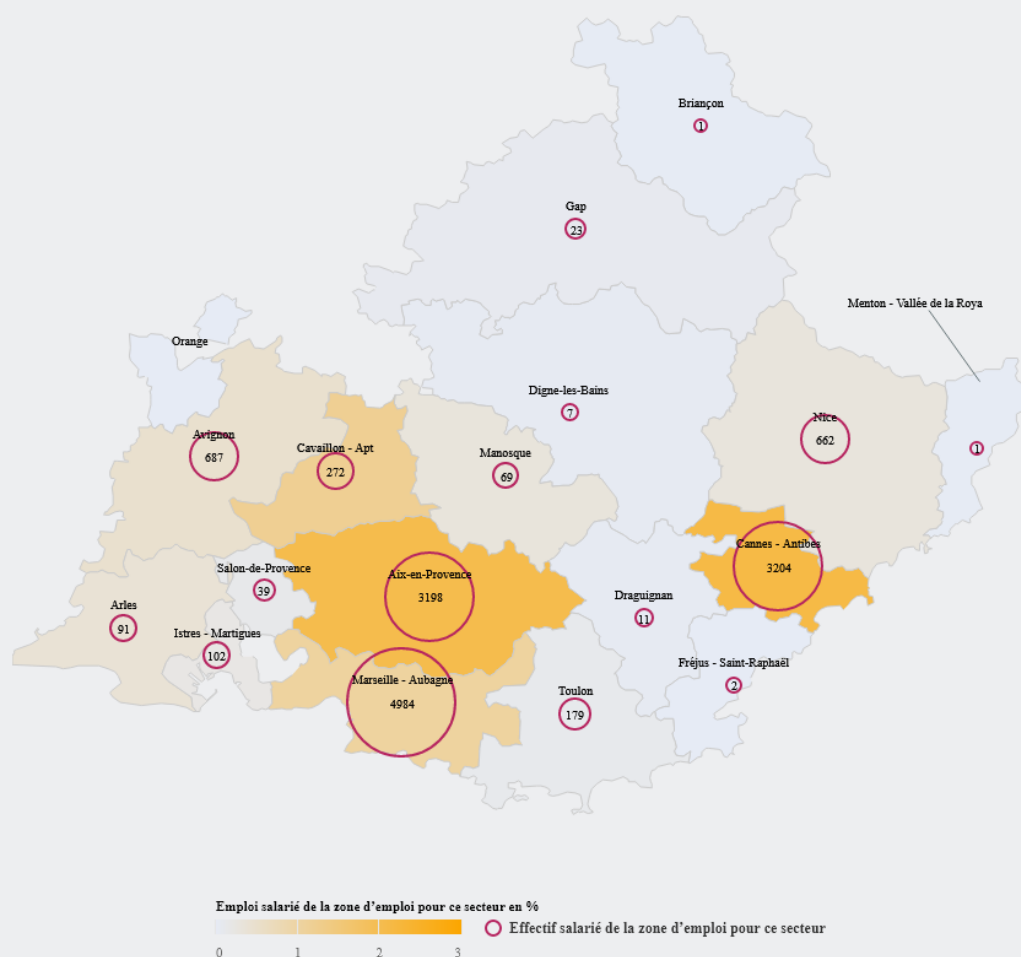 Briançon
1
Gap
23
Menton - Vallée de la Roya
Orange
Digne-les-Bains
7
Nice
662
1
Avignon
687
Cavaillon - Apt
272
Manosque
69
Cannes - Antibes
3204
Salon-de-Provence
39
Aix-en-Provence
3198
Arles
91
Draguignan
11
Istres - Martigues
102
Fréjus - Saint-Raphaël
2
Marseille - Aubagne
4984
Toulon
179
Emploi salarié de la zone d’emploi pour ce secteur en %
0 1 2 3
Effectif salarié de la zone d’emploi pour ce secteur